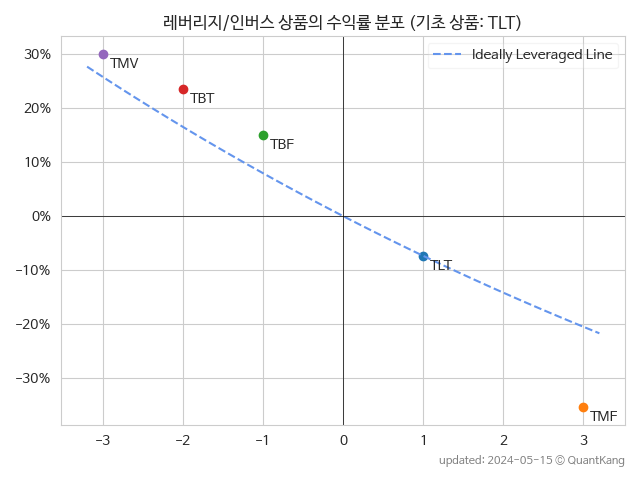 레버리지/인버스 상품의 수익률 분포 (기초 상품: TLT)
Ideally Leveraged Line
30%
20%
10%
0%
−10%
−20%
−30%
TMV
TBT
TBF
TLT
TMF
−3
−2
−1
0
1
2
3
updated: 2024-05-15 © QuantKang